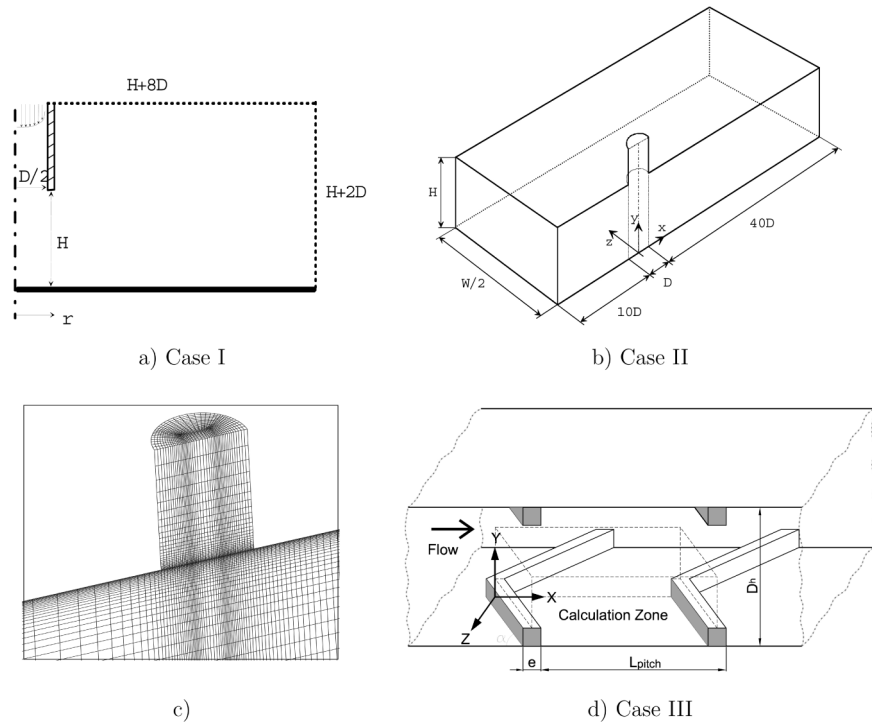 H+8D
D/2
H+2D
H
r
a) Case I
H
y
x
z
40D
W/2
D
10D
b) Case II
c)
Flow
Y
X
Calculation Zone
Dh
Z
α
e
Lpitch
d) Case III